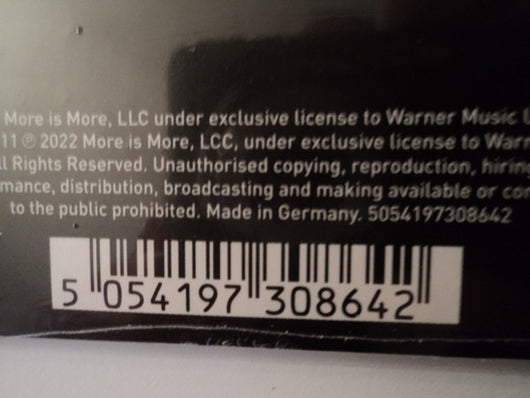 More is More, LLC under exclusive license to Warner Music
11 ℗ 2022 More is More, LCC, under exclusive license to Warn
ll Rights Reserved. Unauthorised copying, reproduction, hiring
mance, distribution, broadcasting and making available or co
to the public prohibited. Made in Germany. 5054197308642
5 054197 308642